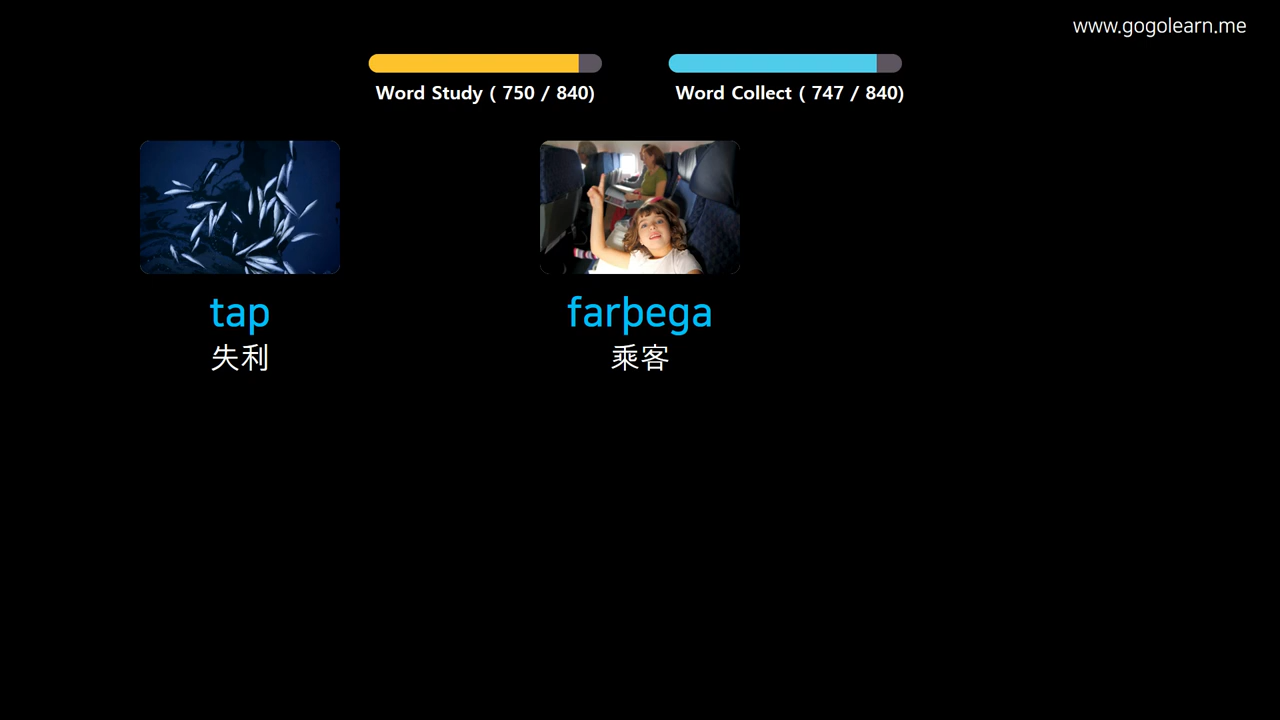 www.gogolearn.me
Word Study ( 750 / 840)
Word Collect ( 747 / 840)
tap
失利
farþega
乘客